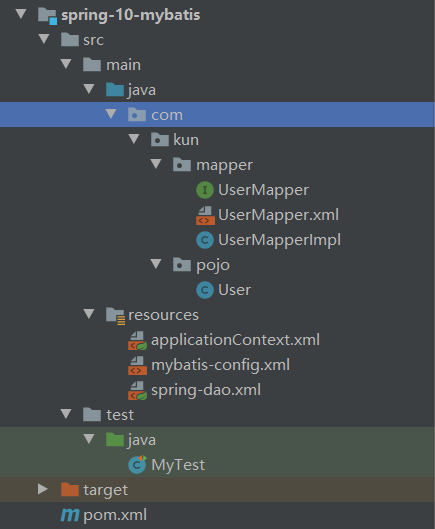 spring-10-mybatis
src
main
java
com
kun
mapper
UserMapper
UserMapper.xml
UserMapperImpl
pojo
User
resources
applicationContext.xml
mybatis-config.xml
spring-dao.xml
test
java
MyTest
target
pom.xml